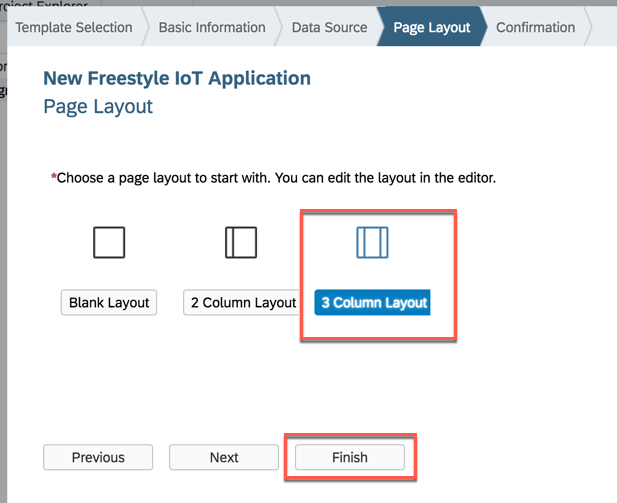 Template Selection
Basic Information
Data Source
Page Layout
Confirmation
New Freestyle IoT Application
Page Layout
*Choose a page layout to start with. You can edit the layout in the editor.
Blank Layout
2 Column Layout
3 Column Layout
Previous
Next
Finish